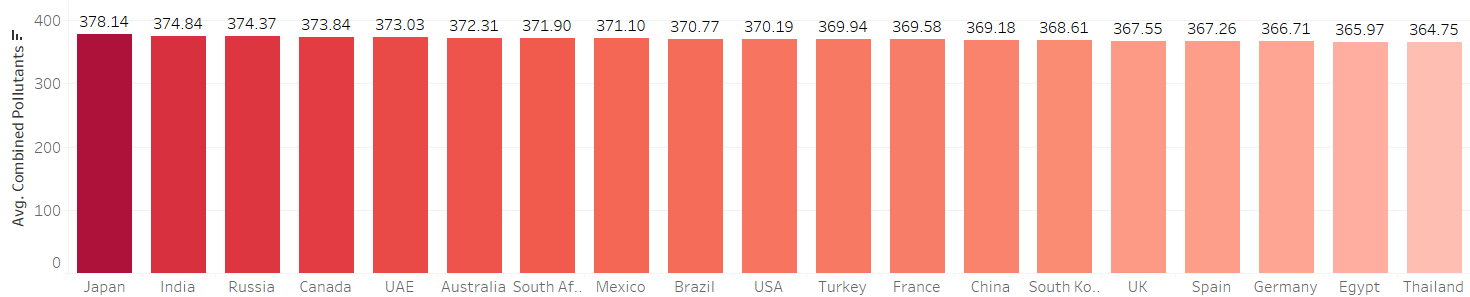 Avg. Combined Pollutants
400
300
200
100
0
378.14 374.84 374.37 373.84 373.03 372.31 371.90 371.10 370.77 370.19 369.94 369.58 369.18 368.61 367.55 367.26 366.71 365.97 364.75
Japan India Russia Canada UAE Australia South Af.. Mexico Brazil USA Turkey France China South Ko.. UK Spain Germany Egypt Thailand